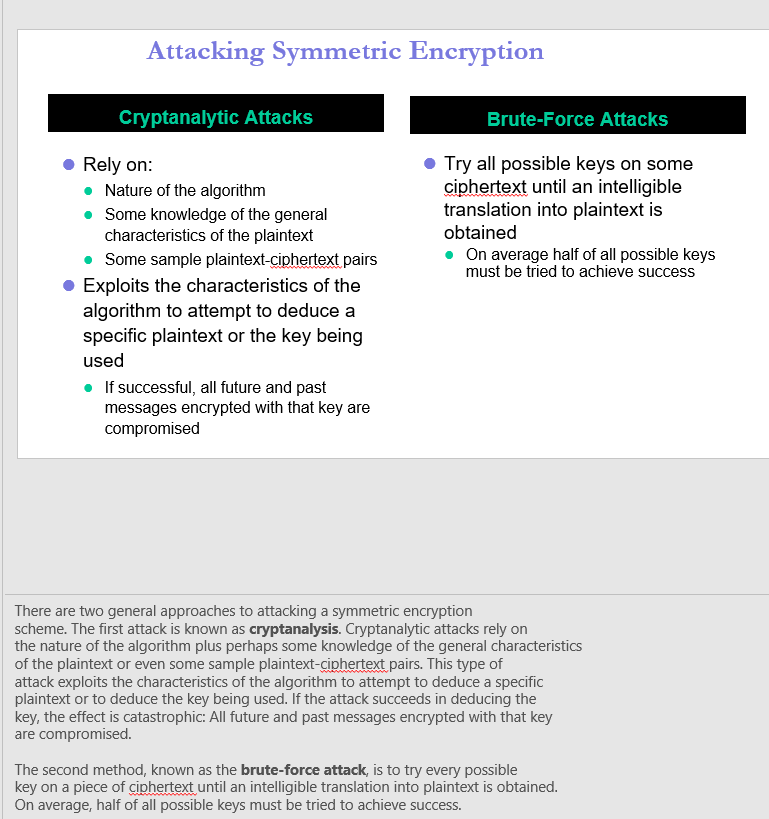 Attacking Symmetric Encryption
Cryptanalytic Attacks
Rely on:
Nature of the algorithm
Some knowledge of the general
characteristics of the plaintext
Some sample plaintext-ciphertext pairs
Exploits the characteristics of the
algorithm to attempt to deduce a
specific plaintext or the key being
used
If successful, all future and past
messages encrypted with that key are
compromised
Brute-Force Attacks
Try all possible keys on some
ciphertext until an intelligible
translation into plaintext is
obtained
On average half of all possible keys
must be tried to achieve success
There are two general approaches to attacking a symmetric encryption
scheme. The first attack is known as cryptanalysis. Cryptanalytic attacks rely on
the nature of the algorithm plus perhaps some knowledge of the general characteristics
of the plaintext or even some sample plaintext-ciphertext pairs. This type of
attack exploits the characteristics of the algorithm to attempt to deduce a specific
plaintext or to deduce the key being used. If the attack succeeds in deducing the
key, the effect is catastrophic: All future and past messages encrypted with that key
are compromised.
The second method, known as the brute-force attack, is to try every possible
key on a piece of ciphertext until an intelligible translation into plaintext is obtained.
On average, half of all possible keys must be tried to achieve success.